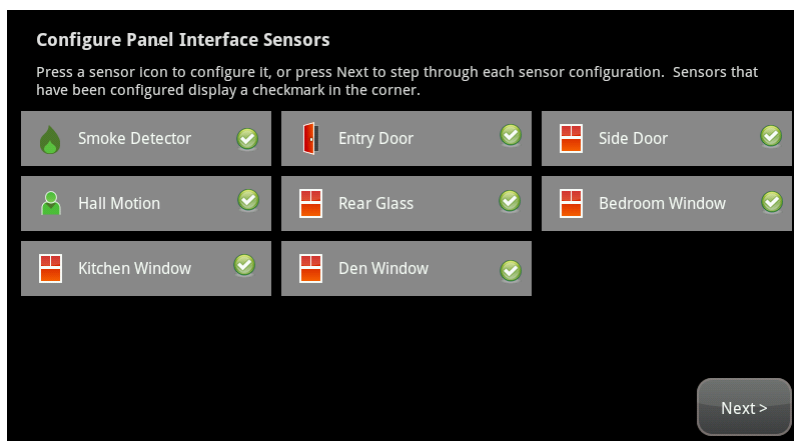 Configure Panel Interface Sensors
Press a sensor icon to configure it, or press Next to step through each sensor configuration.  Sensors that
have been configured display a checkmark in the corner.
Smoke Detector
Entry Door
Side Door
Hall Motion
Rear Glass
Bedroom Window
Kitchen Window
Den Window
Next >